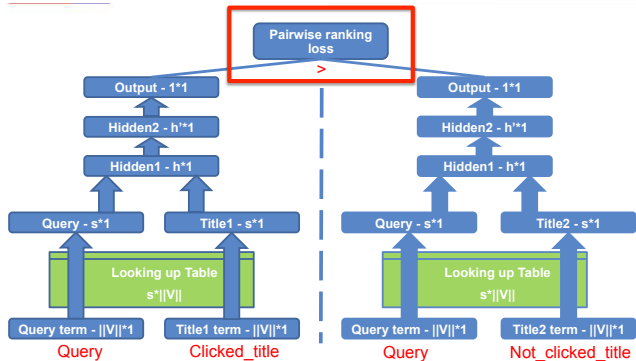 Pairwise ranking
loss
>
Output - 1*1
Output - 1*1
Hidden2 - h'*1
Hidden2 - h'*1
Hidden1 - h*1
Hidden1 - h*1
Query - s*1
Title1 - s*1
Query - s*1
Title2 - s*1
Looking up Table
s*||V||
Looking up Table
s*||V||
Query term - ||V||*1
Title1 term - ||V||*1
Query term - ||V||*1
Title2 term - ||V||*1
Query
Clicked_title
Query
Not_clicked_title